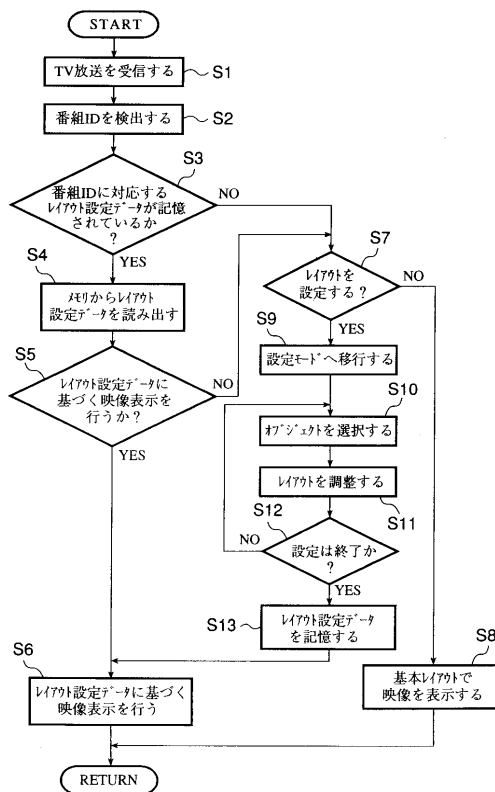 START
TV放送を受信する
S1
番組IDを検出する
S2
S3
番組IDに対応する
レイアウト設定データが記憶
されているか
?
NO
YES
S4
メモリからレイアウト
設定データを読み出す
S5
レイアウト設定データに
基づく映像表示を
行うか?
NO
YES
S7
レイアウトを
設定する?
NO
YES
S9
設定モードへ移行する
S10
オブジェクトを選択する
レイアウトを調整する
S11
S12
設定は終了か
?
NO
YES
S13
レイアウト設定データ
を記憶する
S6
レイアウト設定データに基づく
映像表示を行う
S8
基本レイアウトで
映像を表示する
RETURN